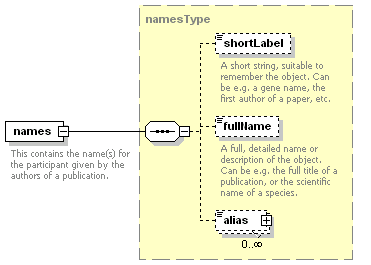 namesType
shortLabel
A short string, suitable to
remember the object. Can
be e.g. a gene name, the
first author of a paper, etc.
names
This contains the name(s) for
the participant given by the
authors of a publication.
fullName
A full, detailed name or
description of the object.
Can be e.g. the full title of a
publication, or the scientific
name of a species.
alias
0..∞